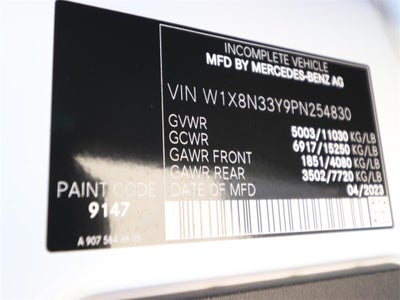 INCOMPLETE VEHICLE
MFD BY MERCEDES-BENZ AG
VIN W1X8N33Y9PN254830
GVWR 5003/11030 KG/LB
GCWR 6917/15250 KG/LB
GAWR FRONT 1851/4080 KG/LB
GAWR REAR 3502/7720 KG/LB
DATE OF MFD 04/2023
PAINT CODE
9147
A 907 584